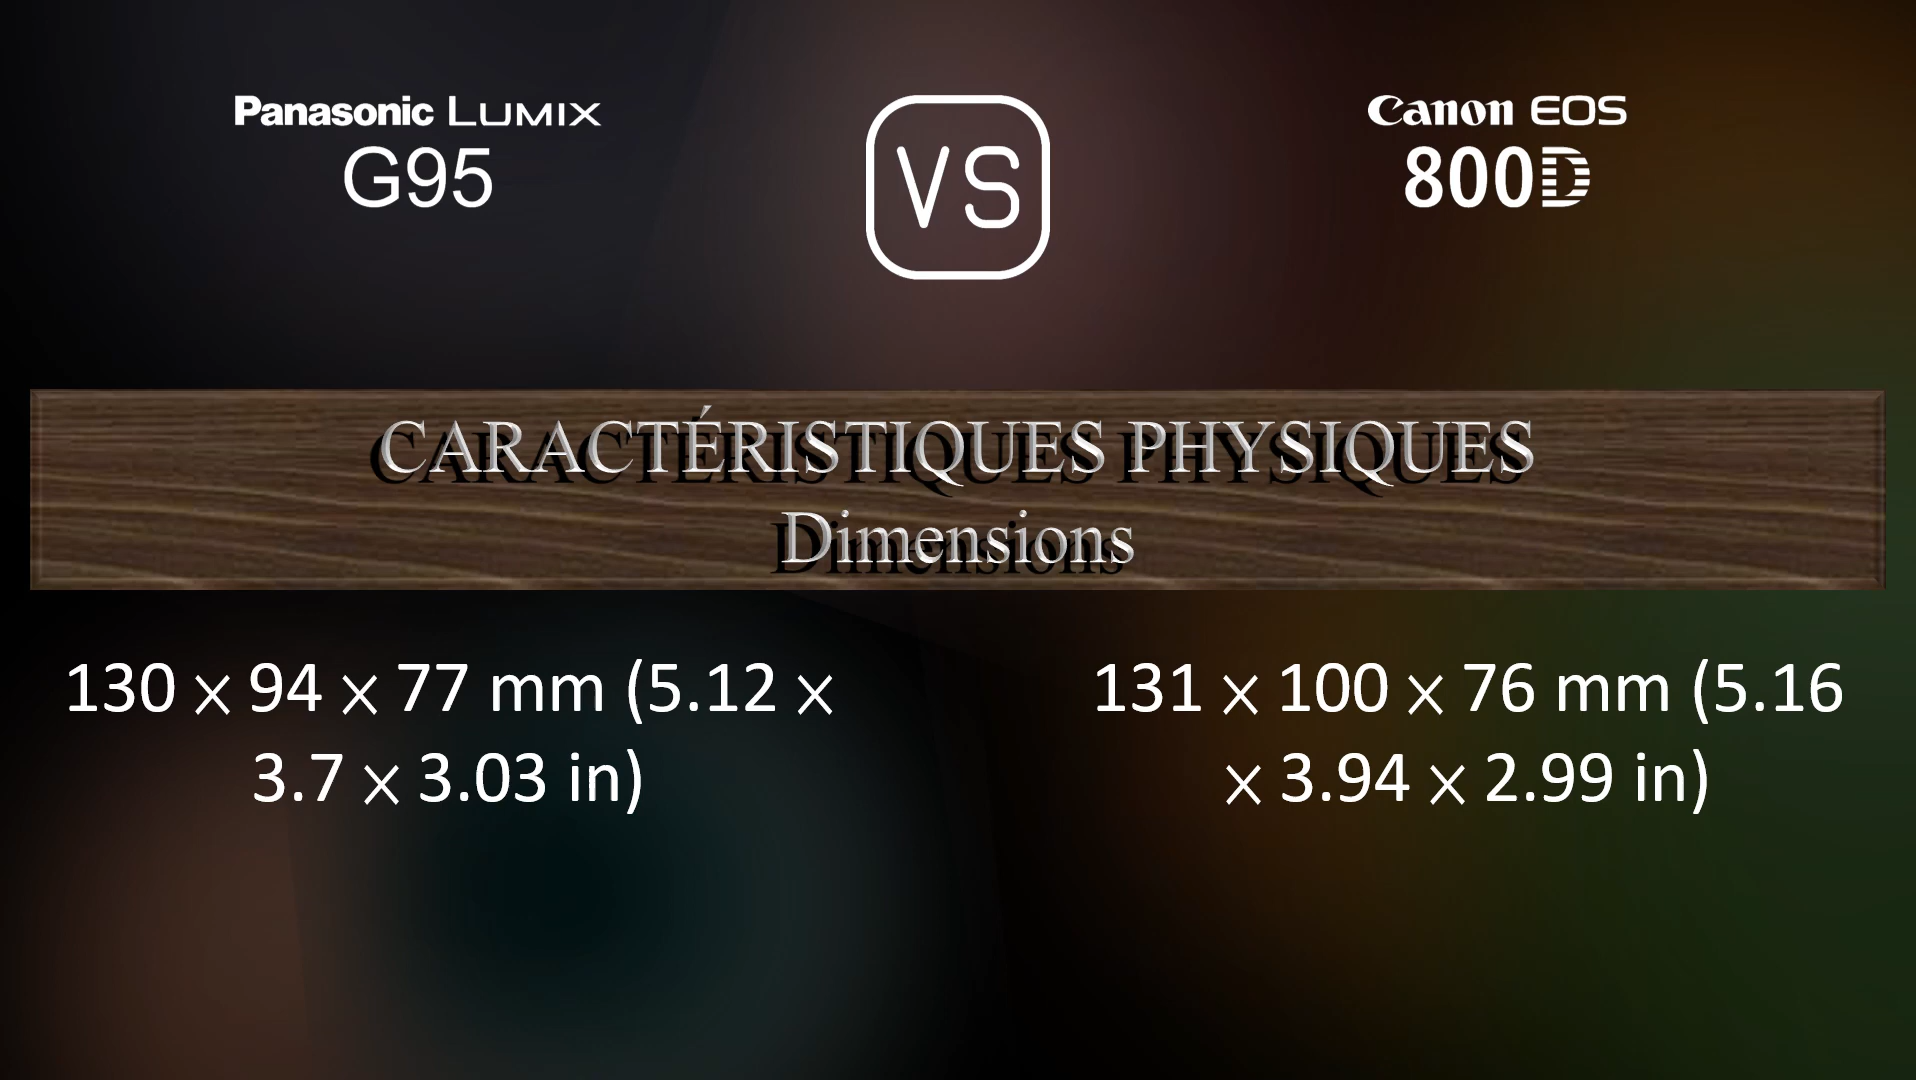 Panasonic LUMIX
G95
VS
Canon EOS
800D
CARACTÉRISTIQUES PHYSIQUES
Dimensions
130 x 94 x 77 mm (5.12 x
3.7 x 3.03 in)
131 x 100 x 76 mm (5.16
x 3.94 x 2.99 in)